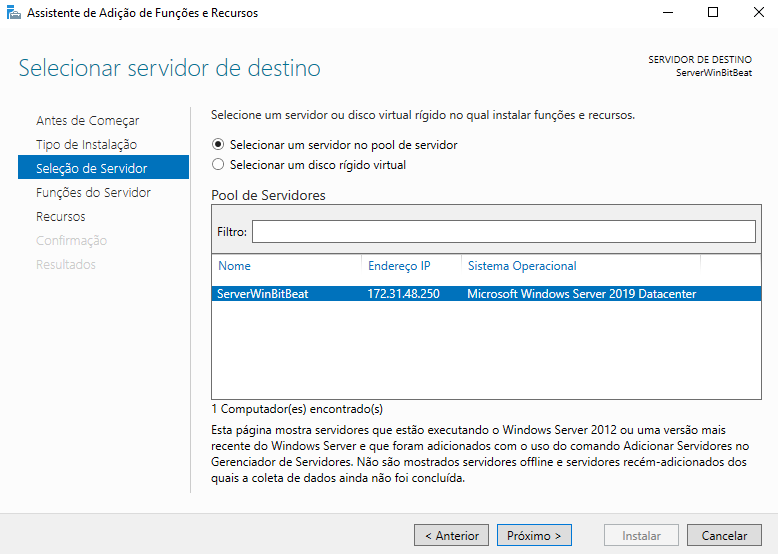 Assistente de Adição de Funções e Recursos
Selecionar servidor de destino
SERVIDOR DE DESTINO
ServerWinBitBeat
Antes de Começar
Tipo de Instalação
Seleção de Servidor
Funções do Servidor
Recursos
Confirmação
Resultados
Selecione um servidor ou disco virtual rígido no qual instalar funções e recursos.
Selecionar um servidor no pool de servidor
Selecionar um disco rígido virtual
Pool de Servidores
Filtro:
Nome Endereço IP Sistema Operacional
ServerWinBitBeat 172.31.48.250 Microsoft Windows Server 2019 Datacenter
1 Computador(es) encontrado(s)
Esta página mostra servidores que estão executando o Windows Server 2012 ou uma versão mais
recente do Windows Server e que foram adicionados com o uso do comando Adicionar Servidores no
Gerenciador de Servidores. Não são mostrados servidores offline e servidores recém-adicionados dos
quais a coleta de dados ainda não foi concluída.
< Anterior Próximo > Instalar Cancelar